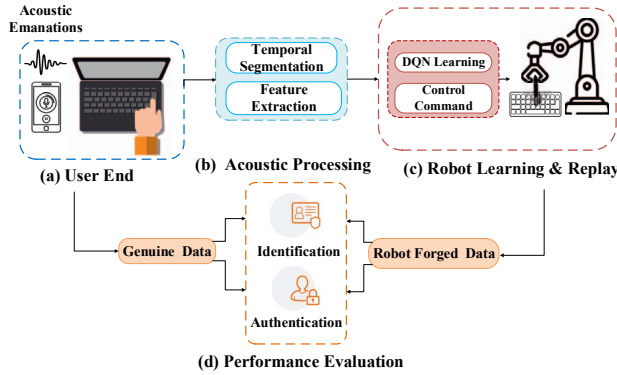 Acoustic
Emanations
Temporal
Segmentation
Feature
Extraction
DQN Learning
Control
Command
(a) User End
(b) Acoustic Processing
(c) Robot Learning & Replay
Genuine Data
Identification
Robot Forged Data
Authentication
(d) Performance Evaluation